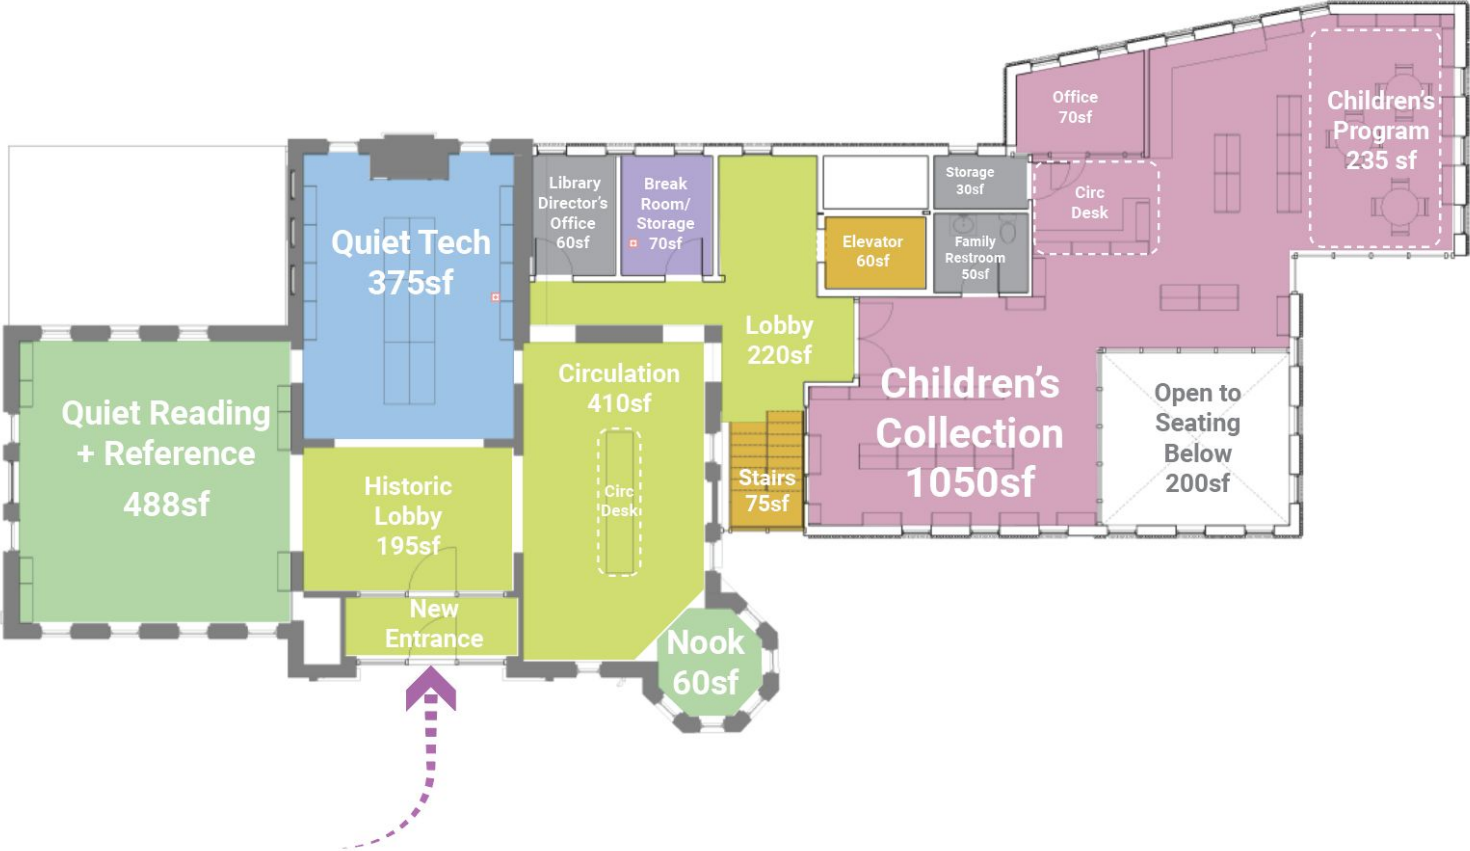 Office
70sf
Children's
Program
235 sf
Library
Director's
Office
60sf
Break
Room/
Storage
70sf
Storage
30sf
Circ
Desk
Quiet Tech
375sf
Elevator
60sf
Family
Restroom
50sf
Lobby
220sf
Quiet Reading
+ Reference
488sf
Circulation
410sf
Circ
Desk
Children's
Collection
1050sf
Open to
Seating
Below
200sf
Stairs
75sf
Historic
Lobby
195sf
New
Entrance
Nook
60sf